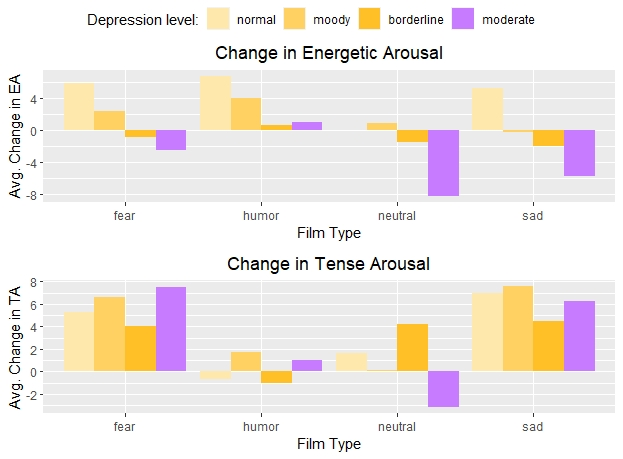 Depression level: normal moody borderline moderate
Change in Energetic Arousal
Avg. Change in EA
4
0
-4
-8
fear humor neutral sad
Film Type
Change in Tense Arousal
Avg. Change in TA
8
6
4
2
0
-2
fear humor neutral sad
Film Type